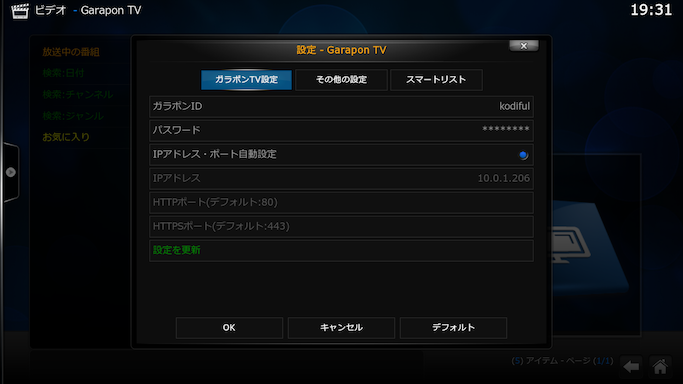 ビデオ - Garapon TV
19:31
放送中の番組
検索:日付
検索:チャンネル
検索:ジャンル
お気に入り
設定 - Garapon TV
ガラポンTV設定
その他の設定
スマートリスト
ガラポンID
kodiful
パスワード
********
IPアドレス・ポート自動設定
IPアドレス
10.0.1.206
HTTPポート(デフォルト:80)
HTTPSポート(デフォルト:443)
設定を更新
OK
キャンセル
デフォルト
(5) アイテム - ページ (1/1)